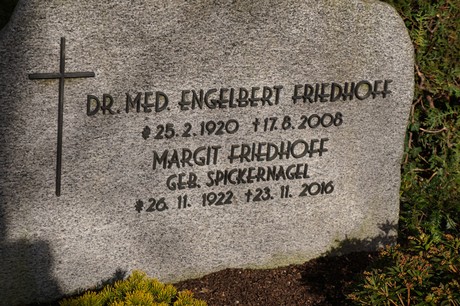 DR. MED. ENGELBERT FRIEDHOFF
* 25. 2. 1920 † 17. 8. 2008
MARGIT FRIEDHOFF
GEB. SPICKERNAGEL
* 26. 11. 1922 † 23. 11. 2016